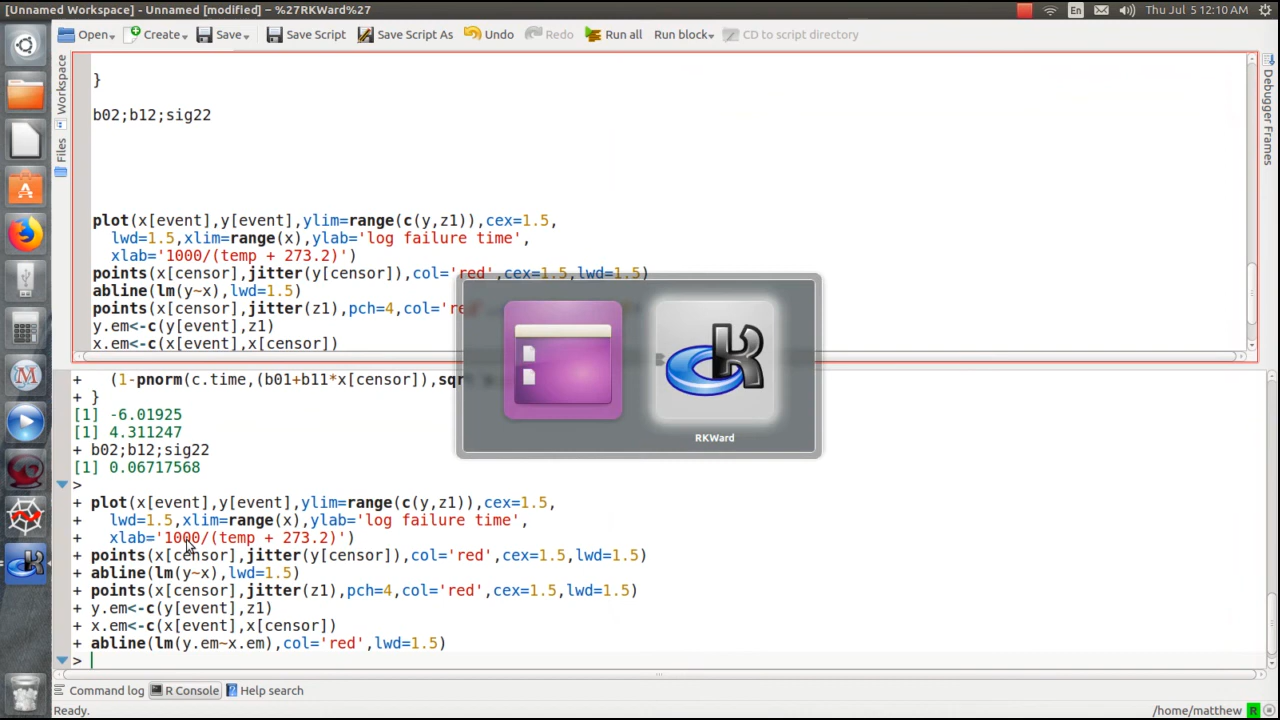 [Unnamed Workspace] - Unnamed [modified] – %27RKWard%27
En
Thu Jul 5 12:10 AM
Open
Create
Save
Save Script
Save Script As
Undo
Redo
Run all
Run block
CD to script directory
Workspace
Files
Debugger Frames
}
b02;b12;sig22
plot(x[event],y[event],ylim=range(c(y,z1)),cex=1.5,
lwd=1.5,xlim=range(x),ylab='log failure time',
xlab='1000/(temp + 273.2)')
points(x[censor],jitter(y[censor]),col='red',cex=1.5,lwd=1.5)
abline(lm(y~x),lwd=1.5)
points(x[censor],jitter(z1),pch=4,col='re
y.em<-c(y[event],z1)
x.em<-c(x[event],x[censor])
+ (1-pnorm(c.time,(b01+b11*x[censor]),sqr
+ }
[1] -6.01925
[1] 4.311247
+ b02;b12;sig22
[1] 0.06717568
>
+ plot(x[event],y[event],ylim=range(c(y,z1)),cex=1.5,
+ lwd=1.5,xlim=range(x),ylab='log failure time',
+ xlab='1000/(temp + 273.2)')
+ points(x[censor],jitter(y[censor]),col='red',cex=1.5,lwd=1.5)
+ abline(lm(y~x),lwd=1.5)
+ points(x[censor],jitter(z1),pch=4,col='red',cex=1.5,lwd=1.5)
+ y.em<-c(y[event],z1)
+ x.em<-c(x[event],x[censor])
+ abline(lm(y.em~x.em),col='red',lwd=1.5)
>
RKWard
Command log
R Console
Help search
Ready.
/home/matthew
R